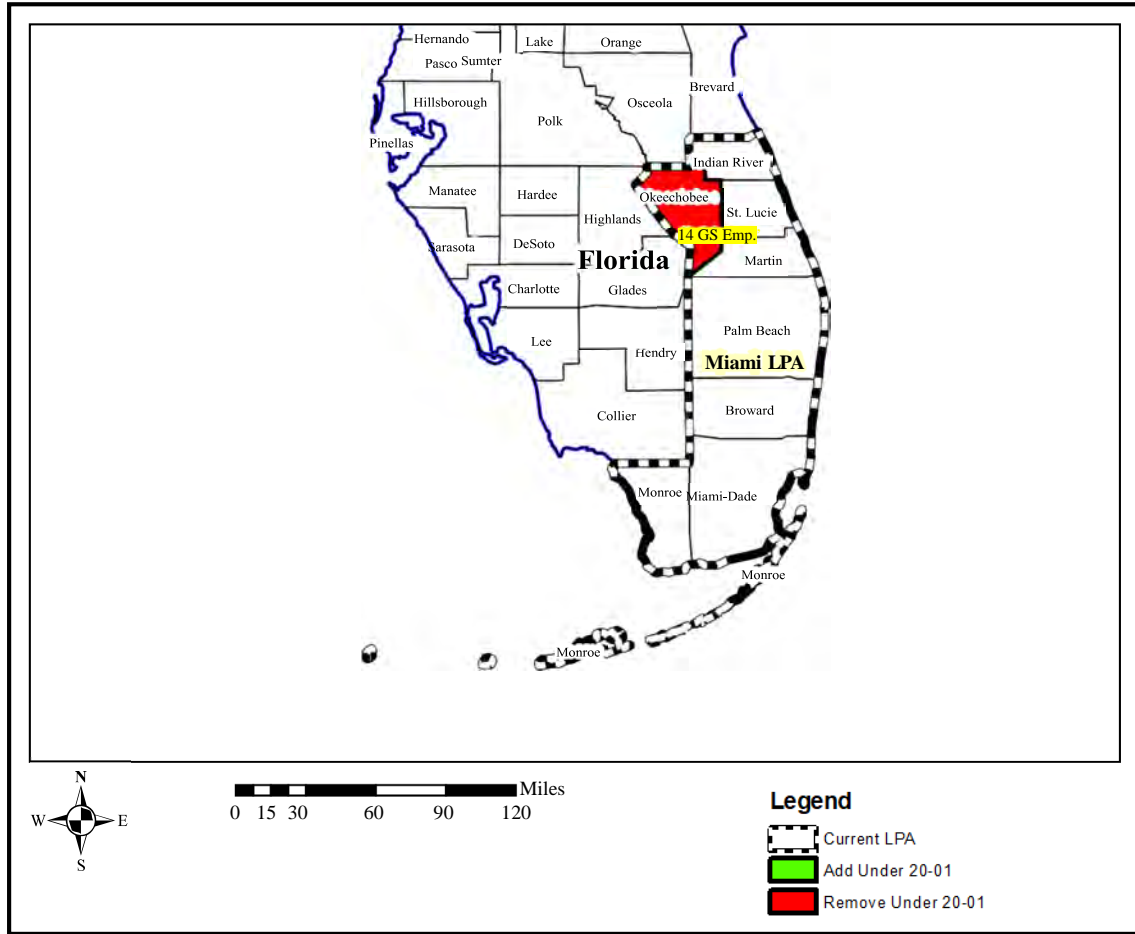 Hernando
Lake
Orange
Pasco
Sumter
Brevard
Hillsborough
Osceola
Polk
Pinellas
Indian River
Manatee
Hardee
Okeechobee
Highlands
St. Lucie
14 GS Emp.
Sarasota
DeSoto
Florida
Martin
Charlotte
Glades
Palm Beach
Lee
Hendry
Miami LPA
Collier
Broward
Monroe
Miami-Dade
Monroe
Monroe
N
W
E
S
Miles
0 15 30 60 90 120
Legend
Current LPA
Add Under 20-01
Remove Under 20-01